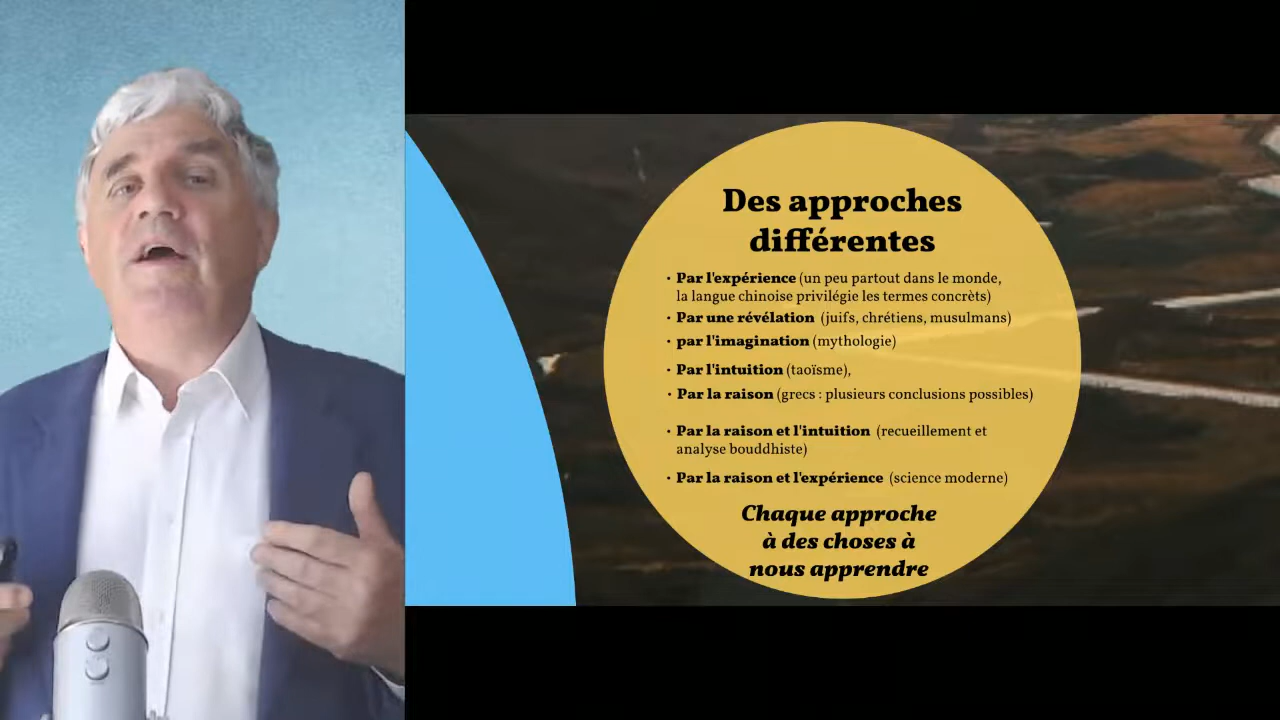 Des approches
différentes
• Par l'expérience (un peu partout dans le monde,
la langue chinoise privilégie les termes concrèts)
• Par une révélation (juifs, chrétiens, musulmans)
• par l'imagination (mythologie)
• Par l'intuition (taoïsme),
• Par la raison (grecs : plusieurs conclusions possibles)
• Par la raison et l'intuition (recueillement et
analyse bouddhiste)
• Par la raison et l'expérience (science moderne)
Chaque approche
à des choses à
nous apprendre